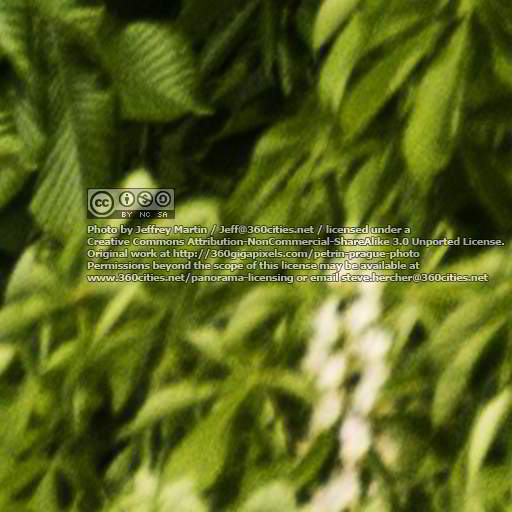 cc
BY NC SA
Photo by Jeffrey Martin / Jeff@360cities.net / licensed under a
Creative Commons Attribution-NonCommercial-ShareAlike 3.0 Unported License.
Original work at http://360gigapixels.com/petrin-prague-photo
Permissions beyond the scope of this license may be available at
www.360cities.net/panorama-licensing or email steve.hercher@360cities.net